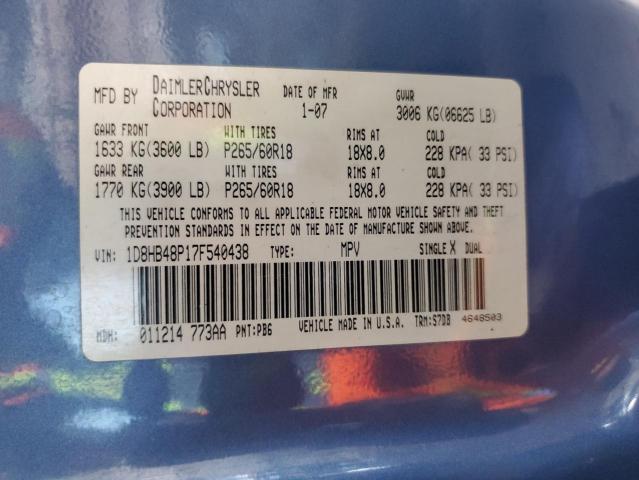 MFD BY DAIMLERCHRYSLER CORPORATION DATE OF MFR 1-07 GVWR 3006 KG(06625 LB)
GAWR FRONT WITH TIRES RIMS AT COLD
1633 KG(3600 LB) P265/60R18 18X8.0 228 KPA( 33 PSI)
GAWR REAR WITH TIRES RIMS AT COLD
1770 KG(3900 LB) P265/60R18 18X8.0 228 KPA( 33 PSI)
THIS VEHICLE CONFORMS TO ALL APPLICABLE FEDERAL MOTOR VEHICLE SAFETY AND THEFT
PREVENTION STANDARDS IN EFFECT ON THE DATE OF MANUFACTURE SHOWN ABOVE.
VIN: 1D8HB48P17F540438 TYPE: MPV SINGLE X DUAL
MDH: 011214 773AA PNT:PB6 VEHICLE MADE IN U.S.A. TRM:S7DB 4648503